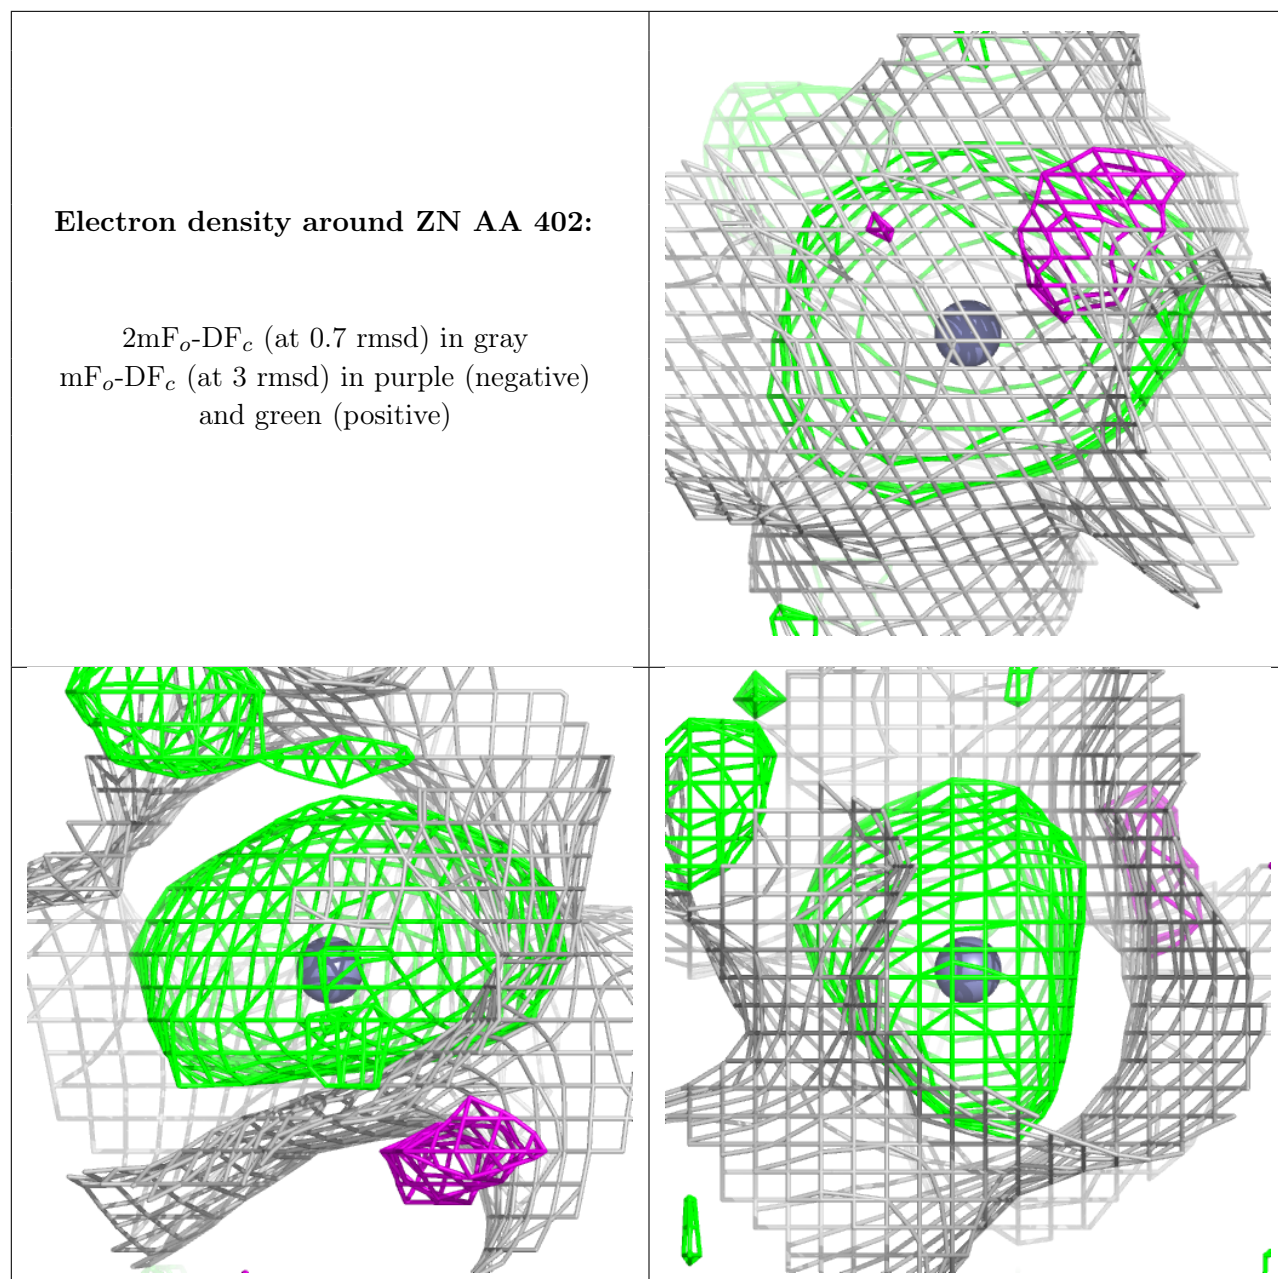 Electron density around ZN AA 402:
2mFo-DFc (at 0.7 rmsd) in gray
mFo-DFc (at 3 rmsd) in purple (negative)
and green (positive)